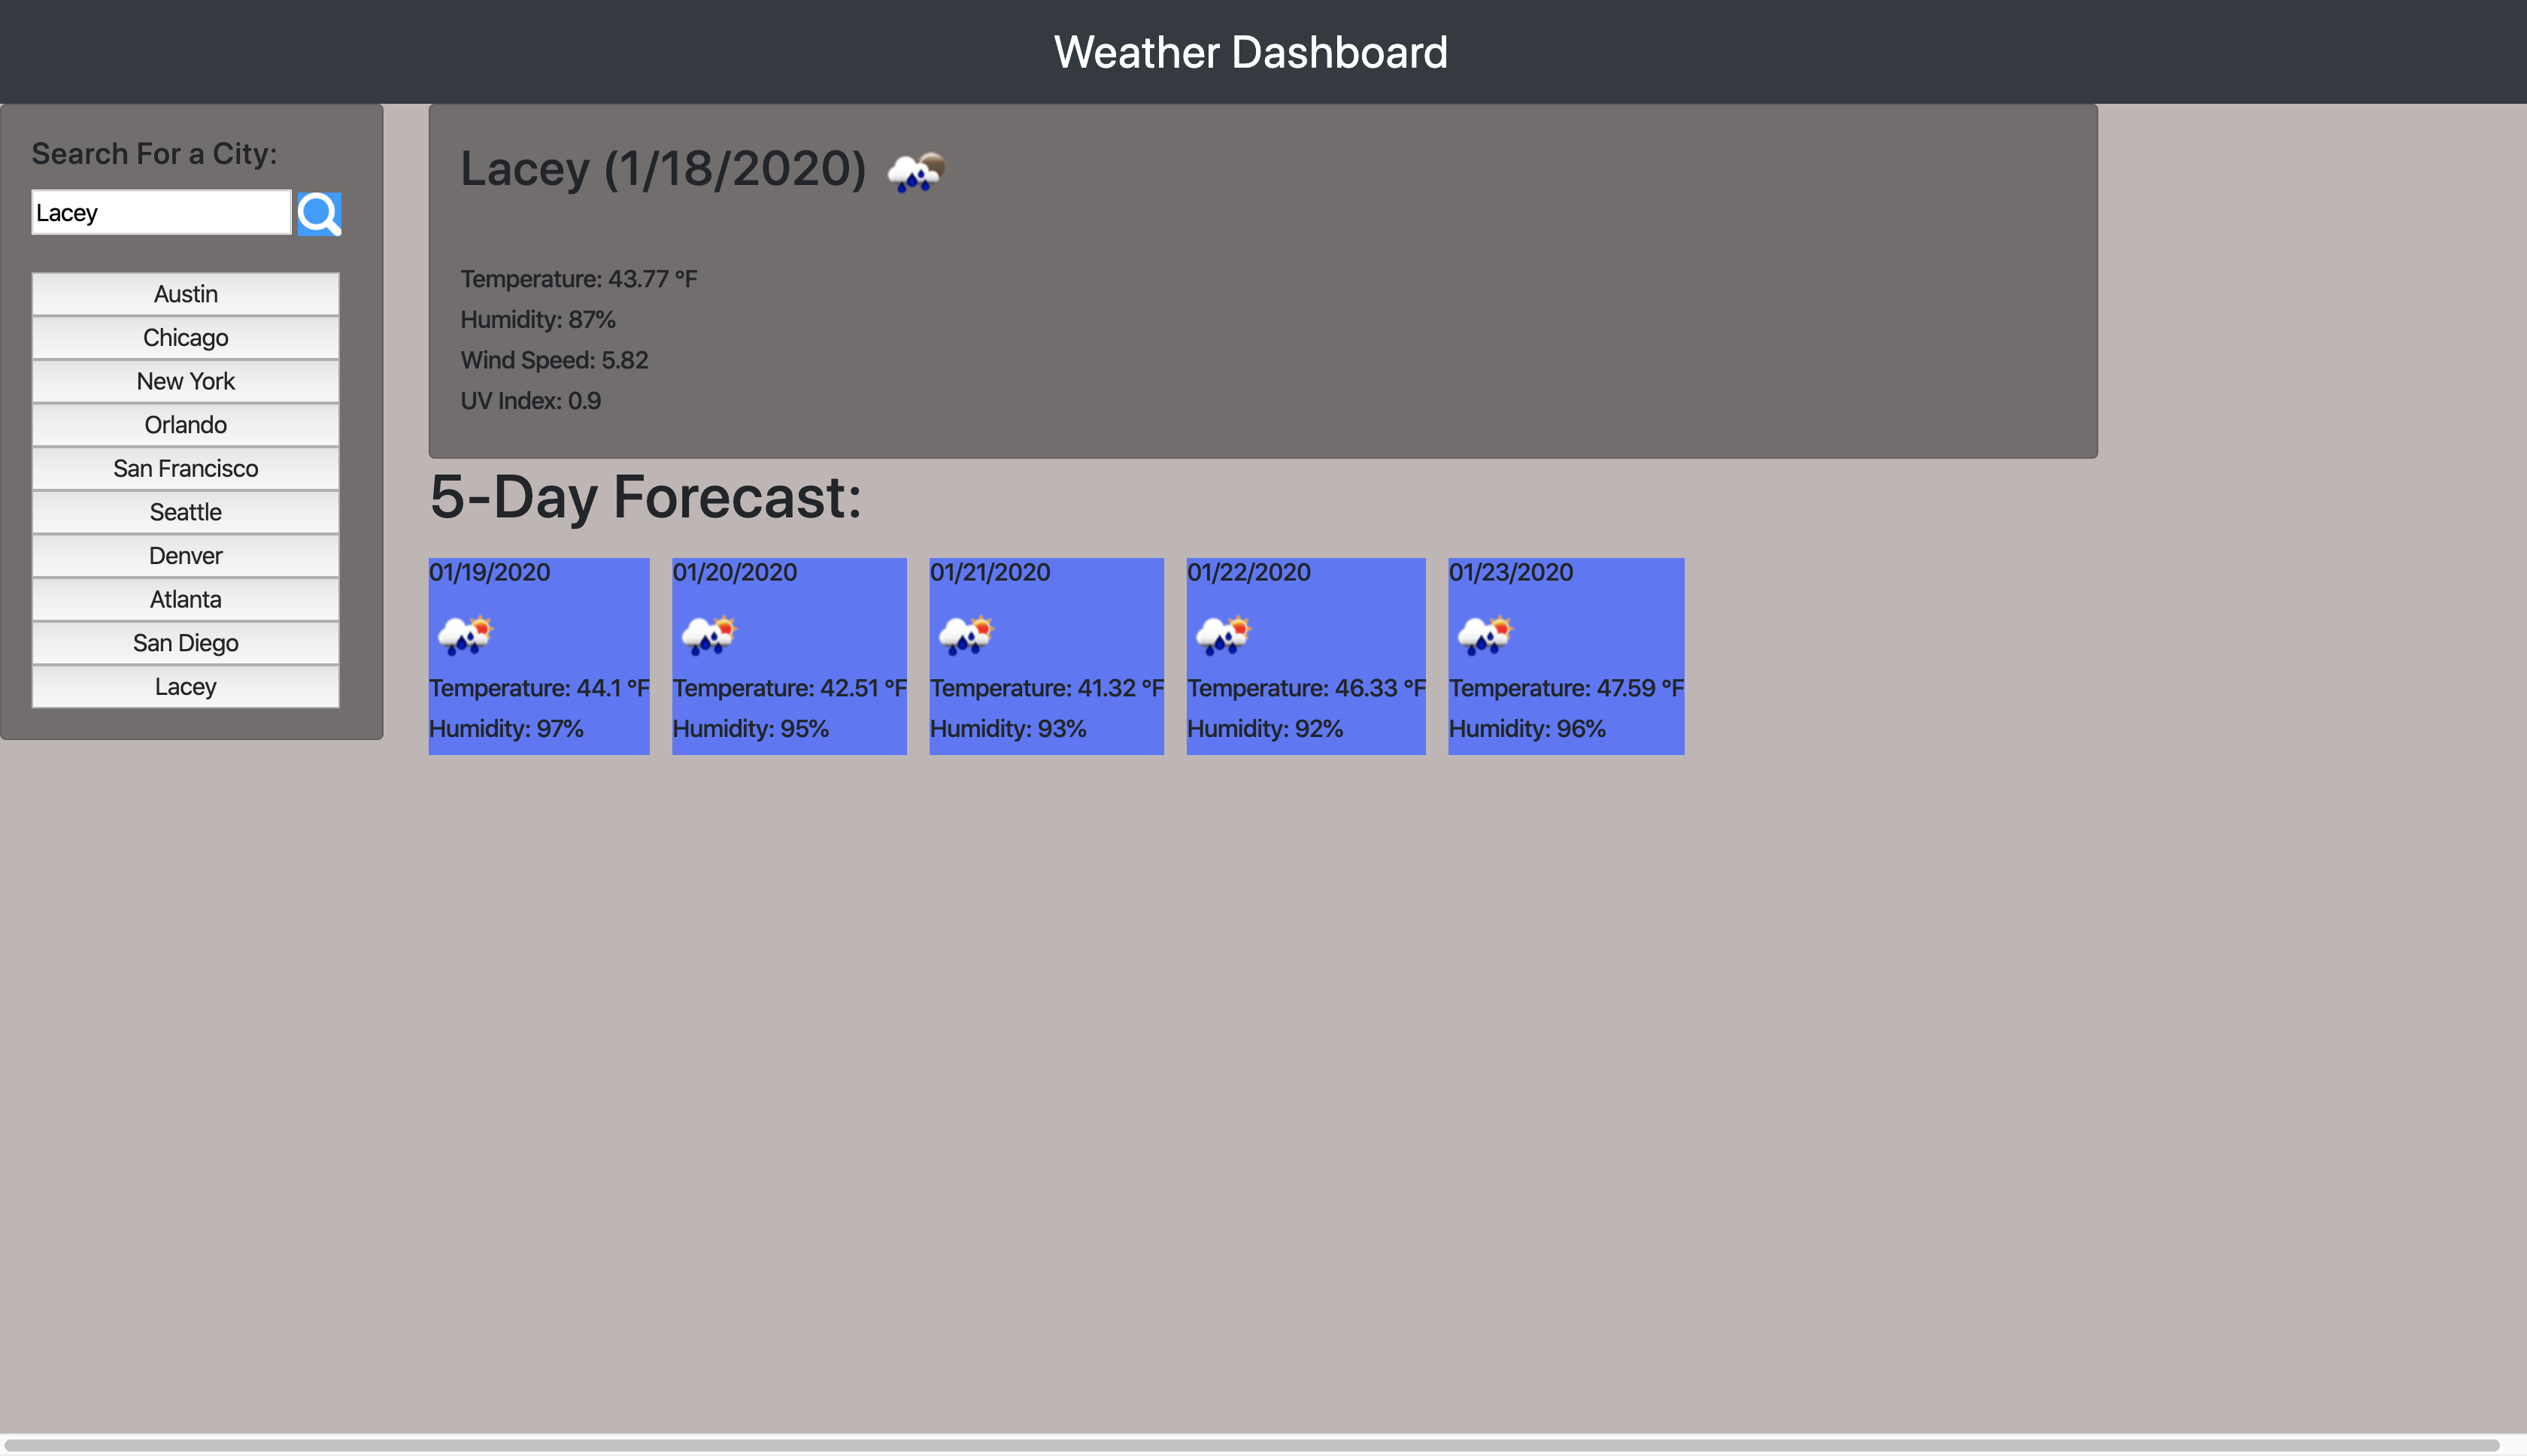 Weather Dashboard
Search For a City:
Lacey
Austin
Chicago
New York
Orlando
San Francisco
Seattle
Denver
Atlanta
San Diego
Lacey
Lacey (1/18/2020)
Temperature: 43.77 °F
Humidity: 87%
Wind Speed: 5.82
UV Index: 0.9
5-Day Forecast:
01/19/2020
Temperature: 44.1 °F
Humidity: 97%
01/20/2020
Temperature: 42.51 °F
Humidity: 95%
01/21/2020
Temperature: 41.32 °F
Humidity: 93%
01/22/2020
Temperature: 46.33 °F
Humidity: 92%
01/23/2020
Temperature: 47.59 °F
Humidity: 96%